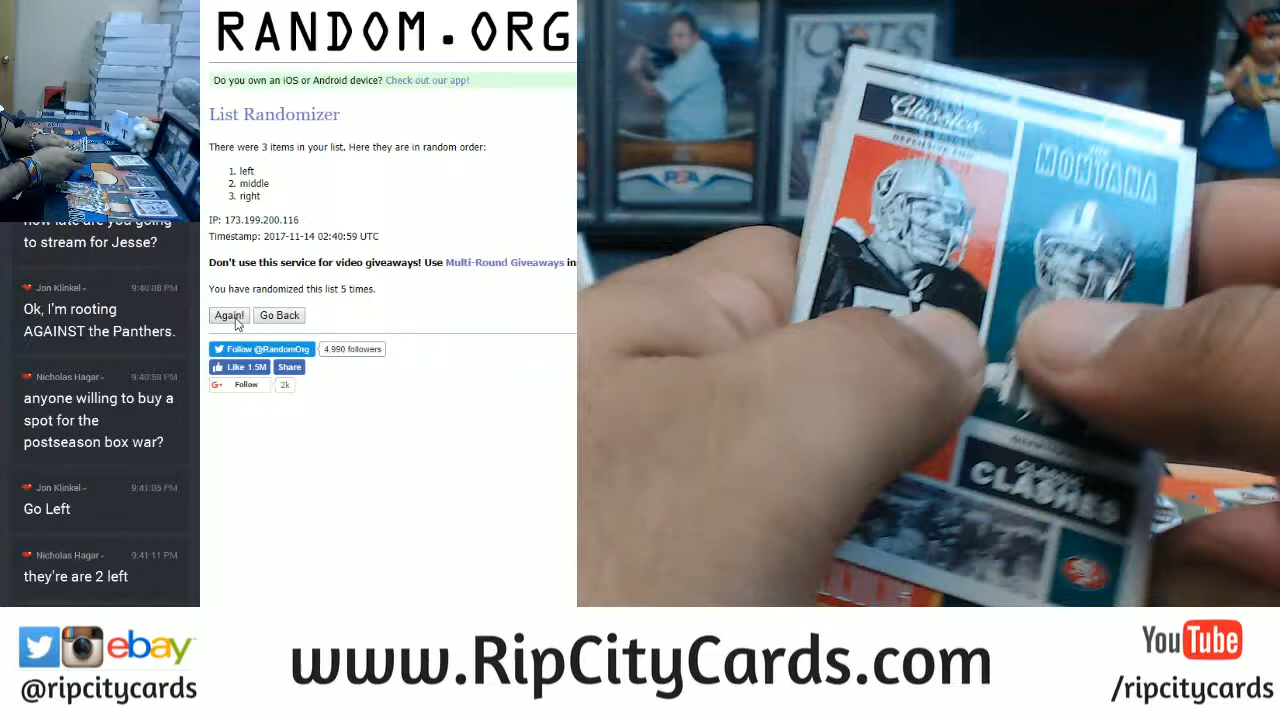 RANDOM.ORG
Do you own an iOS or Android device? Check out our app!
List Randomizer
There were 3 items in your list. Here they are in random order:
1. left
2. middle
3. right
IP: 173.199.200.116
Timestamp: 2017-11-14 02:40:59 UTC
Don't use this service for video giveaways! Use Multi-Round Giveaways in
You have randomized this list 5 times.
Again!
Go Back
Follow @RandomOrg
4,990 followers
Like 1.5M
Share
G+ Follow
2k
how late are you going
to stream for Jesse?
Jon Klinkel
9:40:08 PM
Ok, I'm rooting
AGAINST the Panthers.
Nicholas Hagar
9:40:58 PM
anyone willing to buy a
spot for the
postseason box war?
Jon Klinkel
9:41:05 PM
Go Left
Nicholas Hagar
9:41:11 PM
they're are 2 left
Classics
DEFENSIVE END
JOE
MONTANA
CLASSIC
CLASHES
PSA
ebay
@ripcitycards
www.RipCityCards.com
YouTube
/ripcitycards